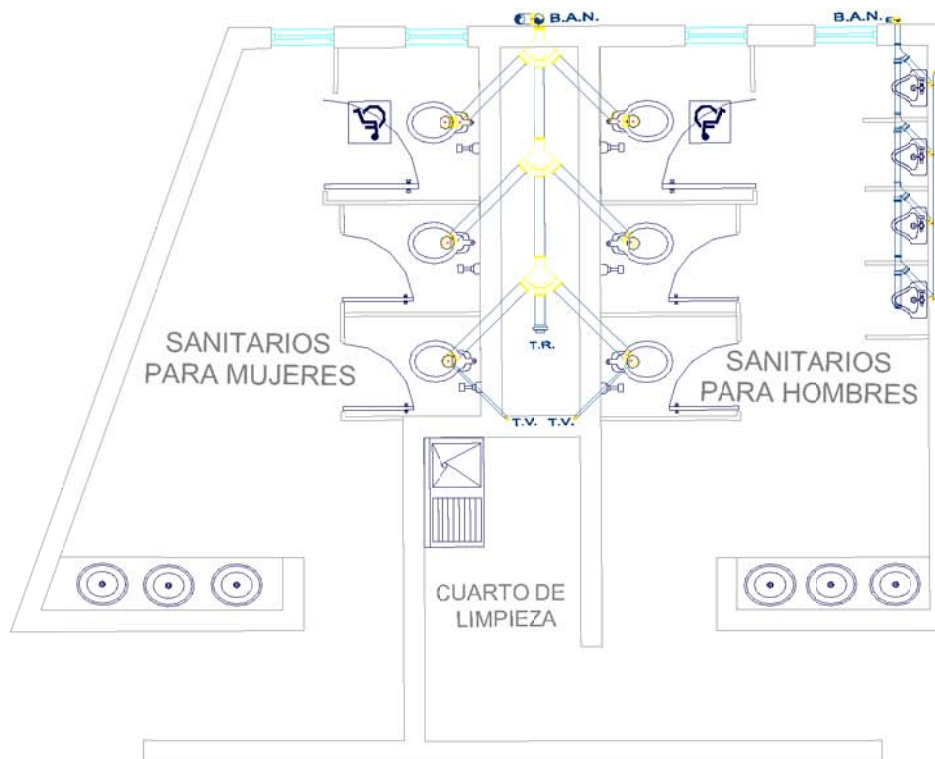 B.A.N.
B.A.N.
T.R.
SANITARIOS
PARA MUJERES
SANITARIOS
PARA HOMBRES
T.V. T.V.
CUARTO DE
LIMPIEZA